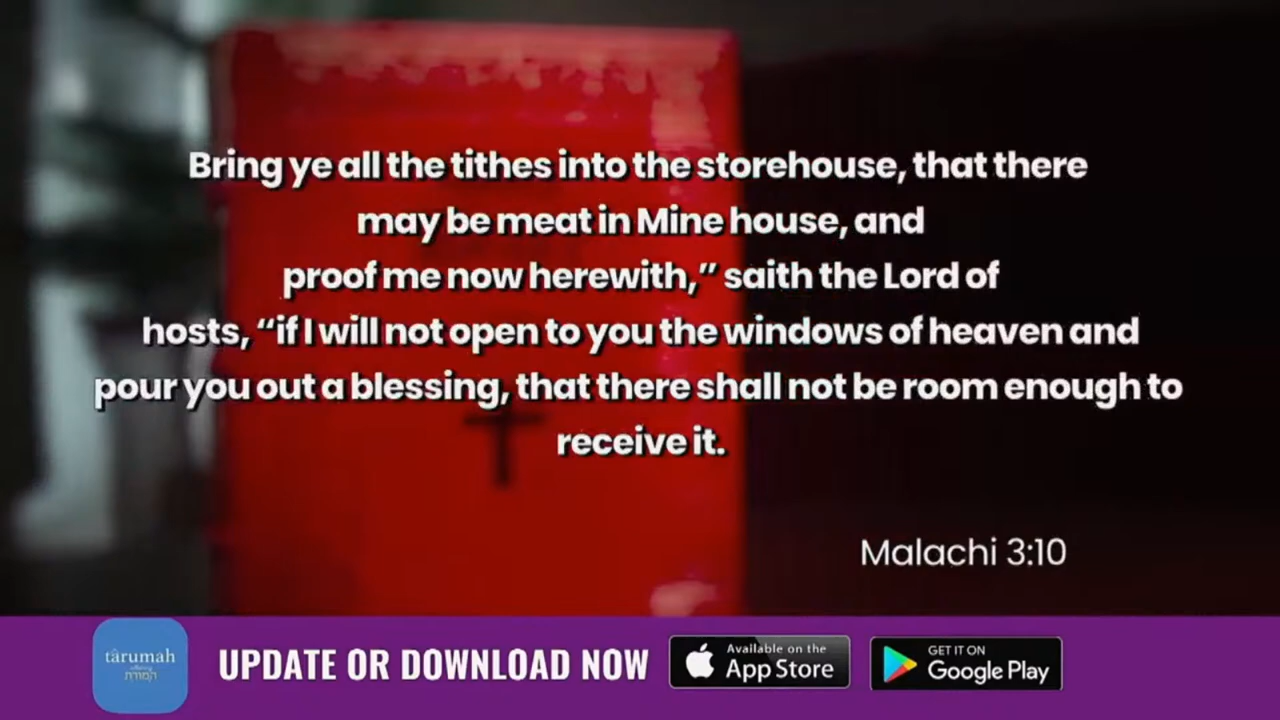 Bring ye all the tithes into the storehouse, that there
may be meat in Mine house, and
proof me now herewith,” saith the Lord of
hosts, “if I will not open to you the windows of heaven and
pour you out a blessing, that there shall not be room enough to
receive it.
Malachi 3:10
târumah
offering
UPDATE OR DOWNLOAD NOW
Available on the
App Store
GET IT ON
Google Play